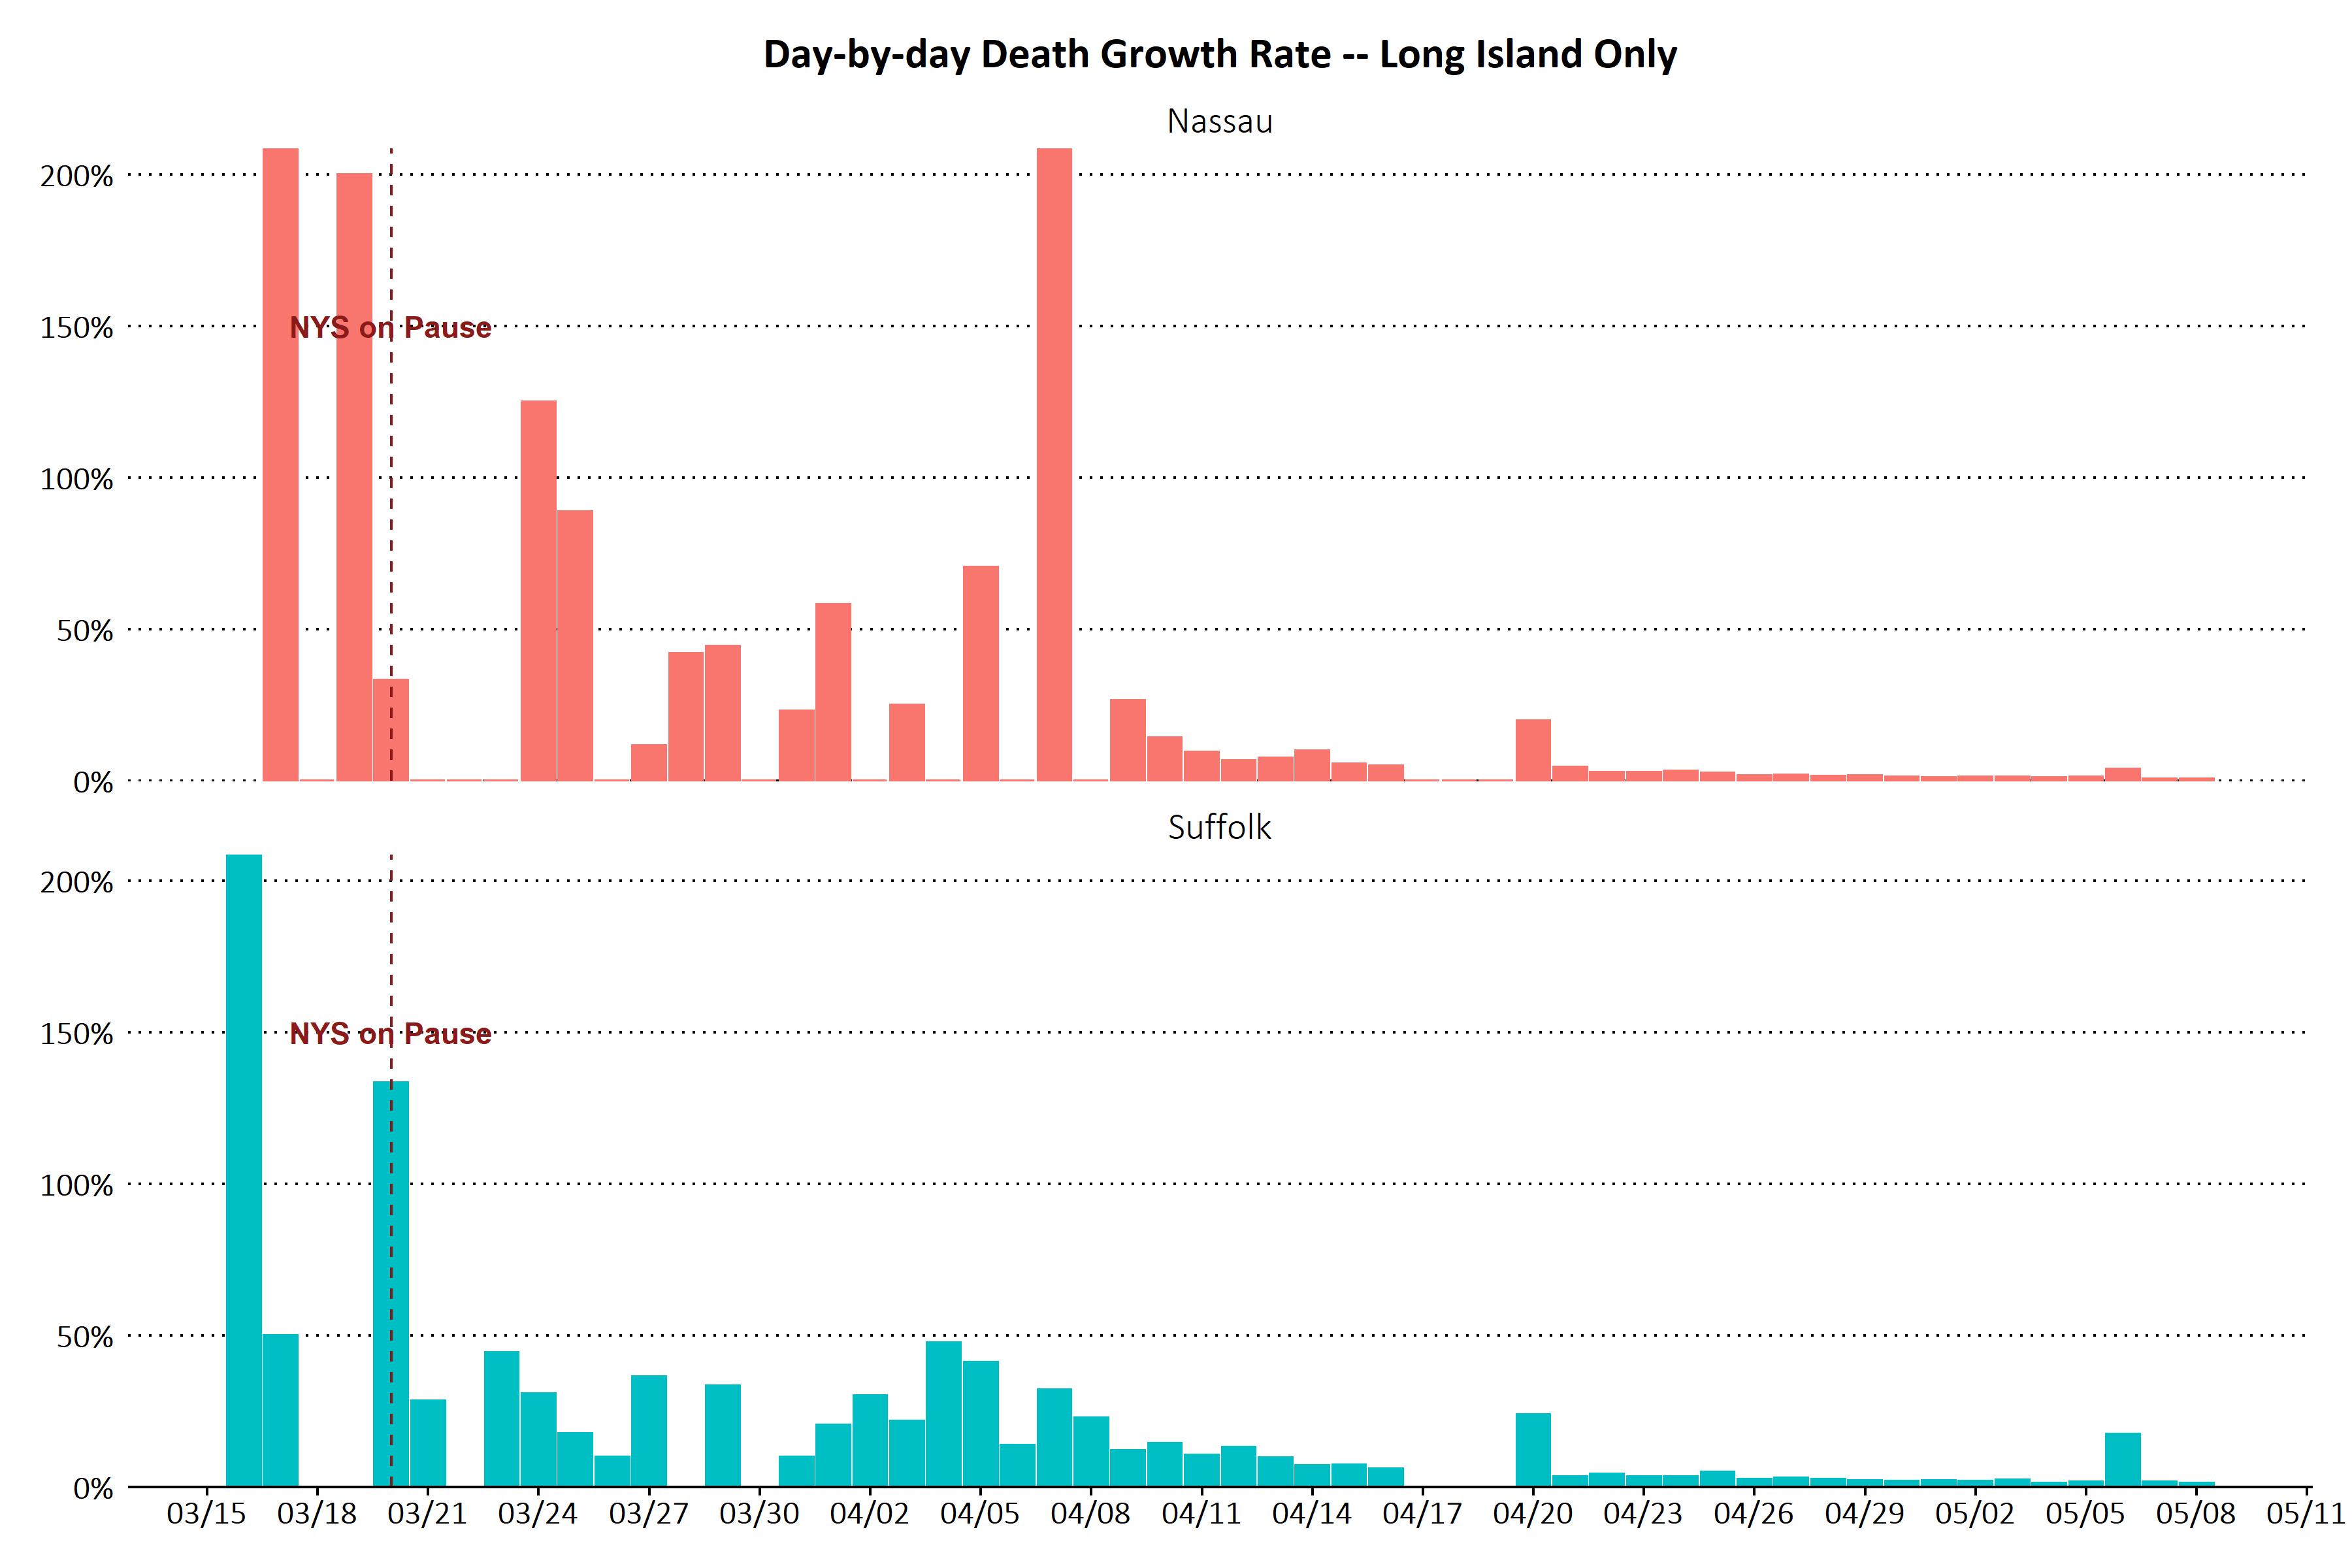 Day-by-day Death Growth Rate -- Long Island Only
Nassau
200%
150%
NYS on Pause
100%
50%
0%
Suffolk
200%
150%
NYS on Pause
100%
50%
0%
03/15 03/18 03/21 03/24 03/27 03/30 04/02 04/05 04/08 04/11 04/14 04/17 04/20 04/23 04/26 04/29 05/02 05/05 05/08 05/11